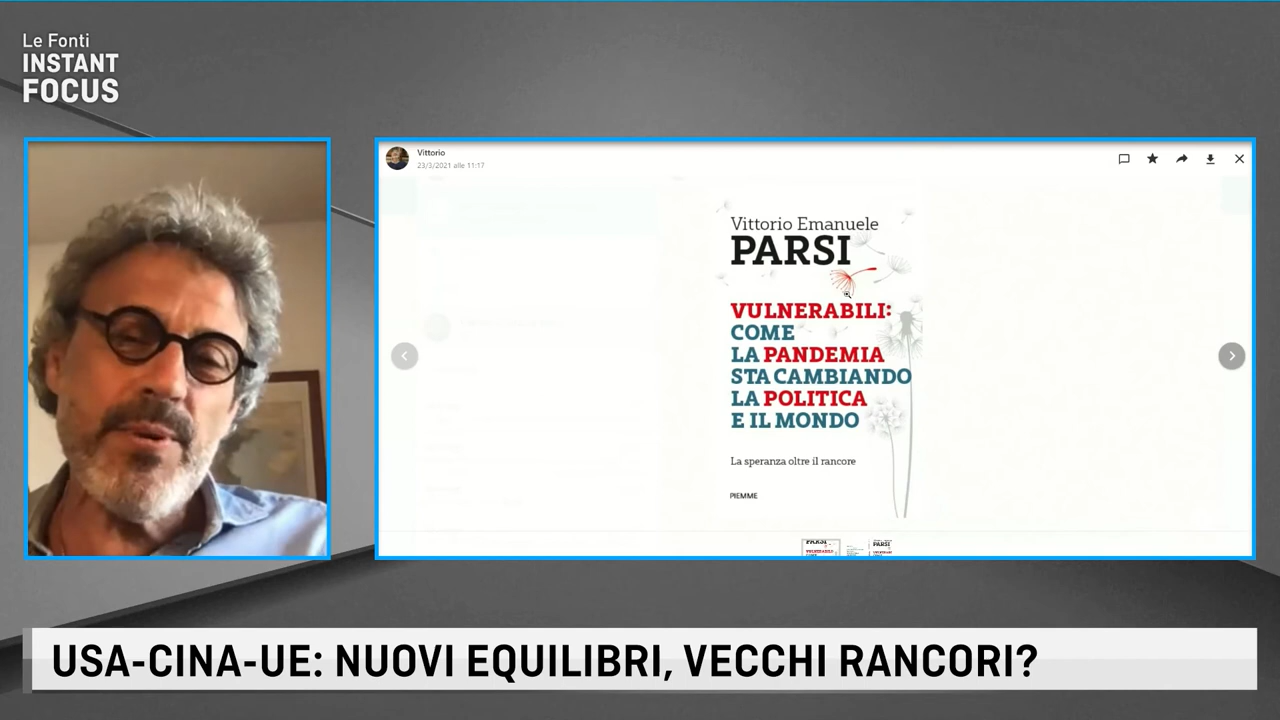 Le Fonti
INSTANT
FOCUS
Vittorio
23/3/2021 alle 11:17
Vittorio Emanuele
PARSI
VULNERABILI:
COME
LA PANDEMIA
STA CAMBIANDO
LA POLITICA
E IL MONDO
La speranza oltre il rancore
PIEMME
PARSI
USA-CINA-UE: NUOVI EQUILIBRI, VECCHI RANCORI?